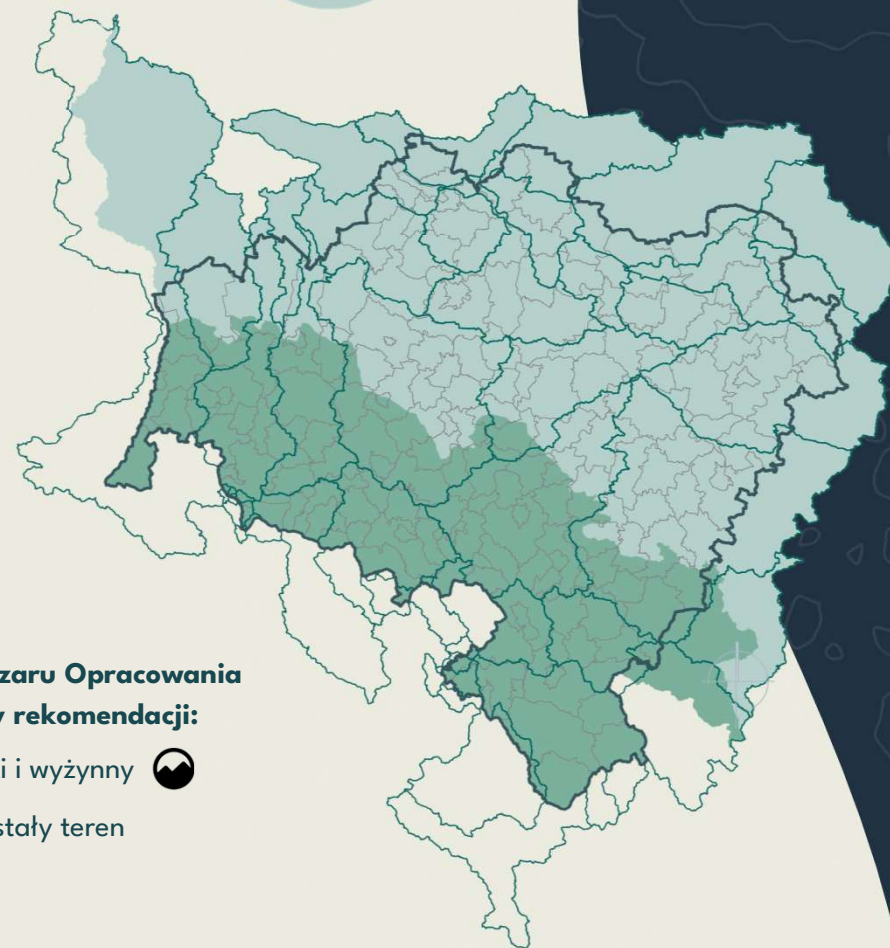 zaru Opracowania
y rekomendacji:
i i wyżynny
stały teren